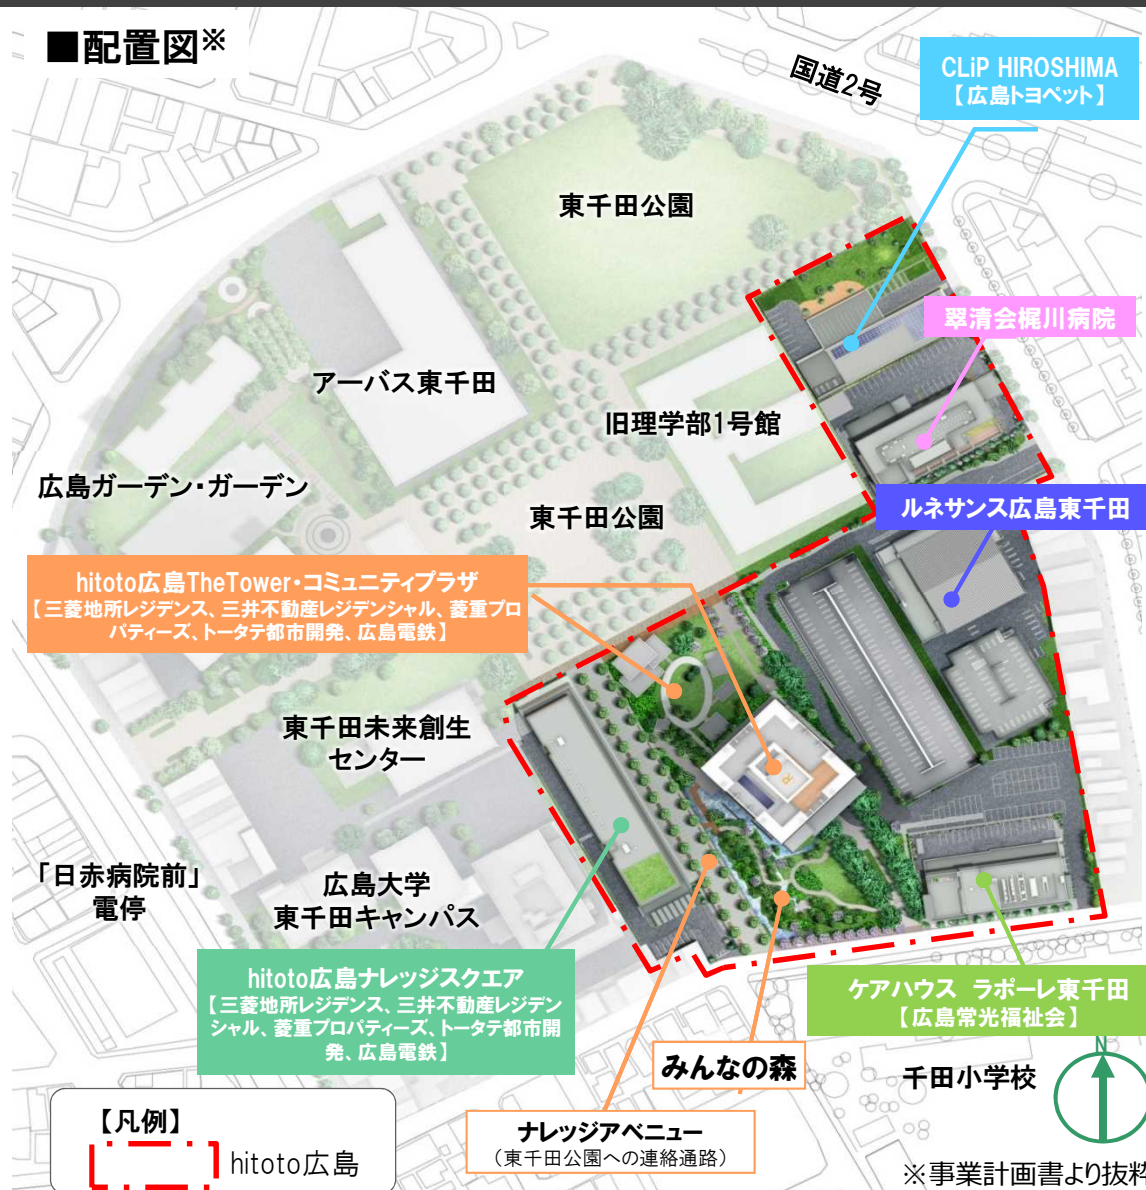 ■配置図※
国道2号
CLiP HIROSHIMA
【広島トヨペット】
東千田公園
翠清会梶川病院
アーバス東千田
旧理学部1号館
広島ガーデン・ガーデン
ルネサンス広島東千田
東千田公園
hitoto広島TheTower・コミュニティプラザ
【三菱地所レジデンス、三井不動産レジデンシャル、菱重プロ
パティーズ、トータテ都市開発、広島電鉄】
東千田未来創生
センター
「日赤病院前」
電停
広島大学
東千田キャンパス
hitoto広島ナレッジスクエア
【三菱地所レジデンス、三井不動産レジデン
シャル、菱重プロパティーズ、トータテ都市開
発、広島電鉄】
ケアハウス ラポーレ東千田
【広島常光福祉会】
みんなの森
千田小学校
N
ナレッジアベニュー
（東千田公園への連絡通路）
【凡例】
hitoto広島
※事業計画書より抜粋